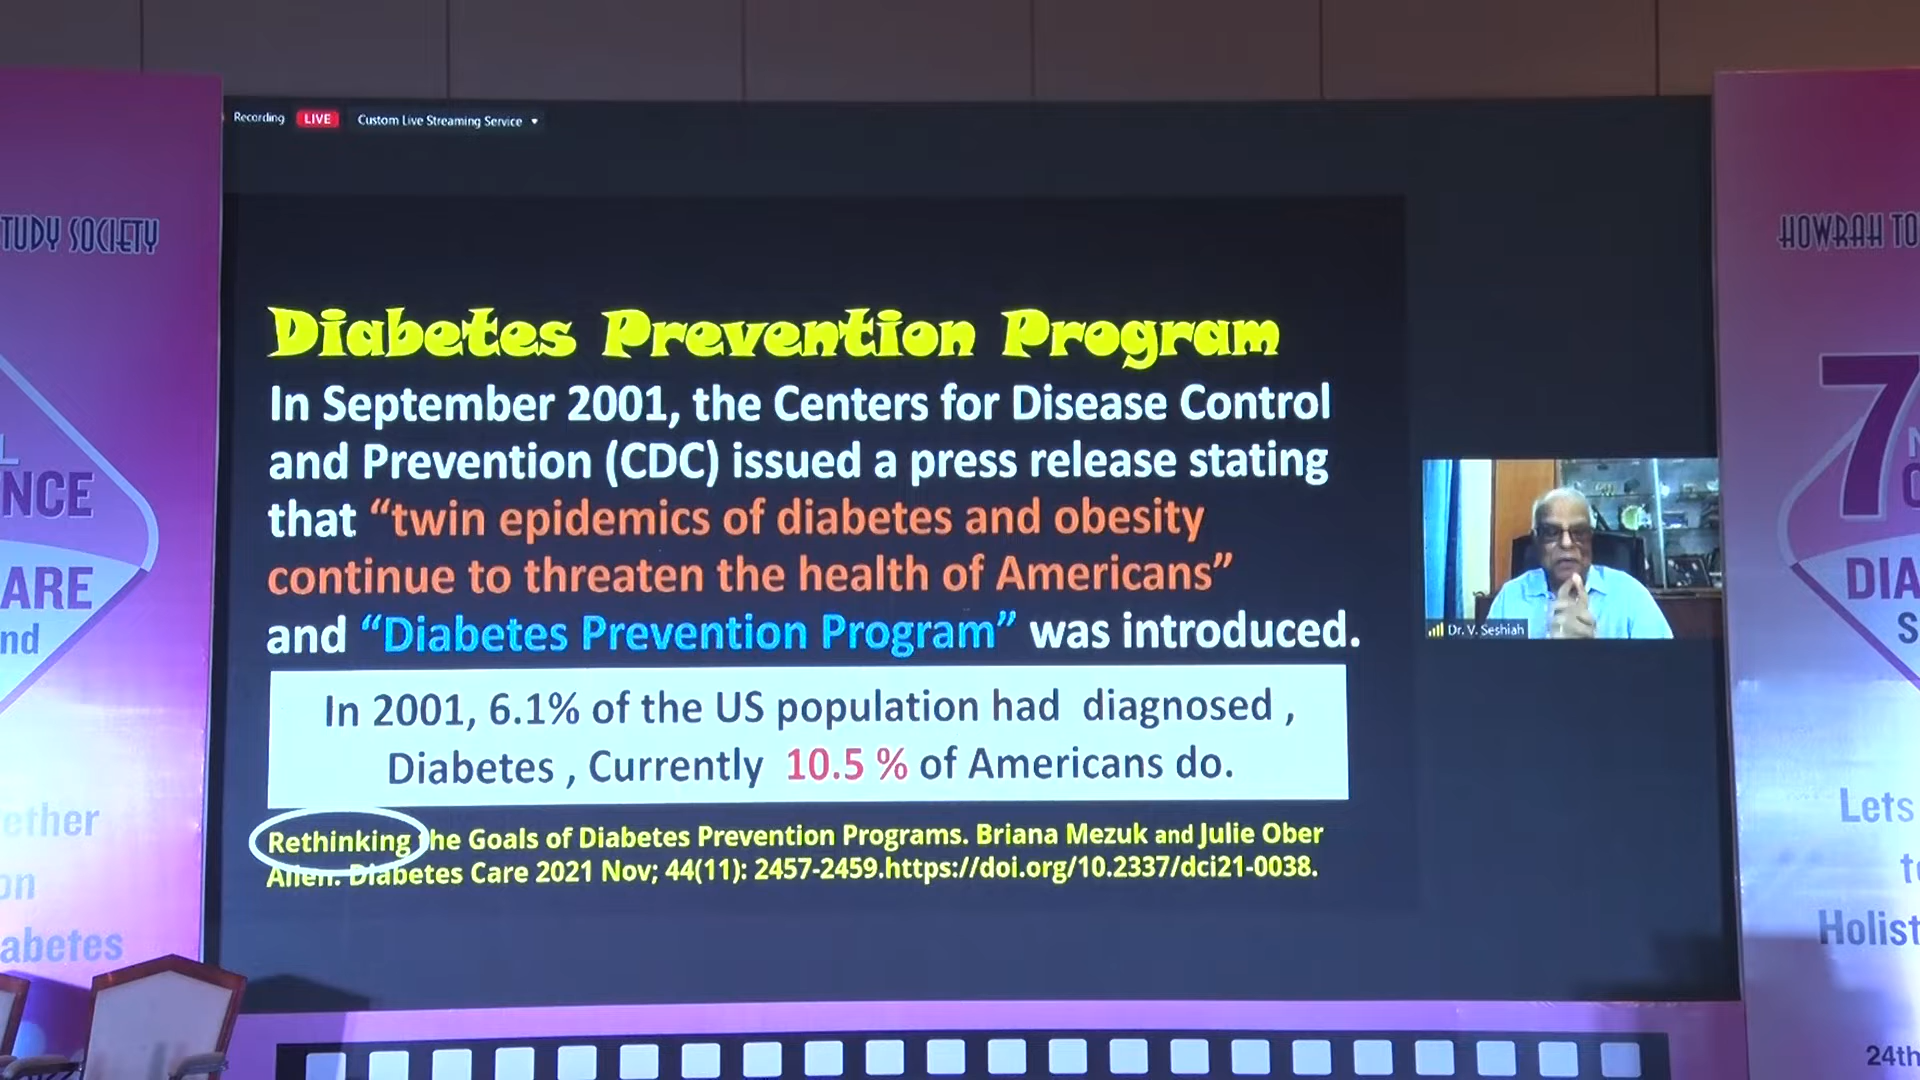 Recording LIVE Custom Live Streaming Service
TUDY SOCIETY
NCE
ARE
nd
ether
on
abetes
Diabetes Prevention Program
In September 2001, the Centers for Disease Control
and Prevention (CDC) issued a press release stating
that “twin epidemics of diabetes and obesity
continue to threaten the health of Americans”
and “Diabetes Prevention Program” was introduced.
In 2001, 6.1% of the US population had diagnosed ,
Diabetes , Currently 10.5 % of Americans do.
Rethinking the Goals of Diabetes Prevention Programs. Briana Mezuk and Julie Ober
Allen. Diabetes Care 2021 Nov; 44(11): 2457-2459.https://doi.org/10.2337/dci21-0038.
Dr. V. Seshiah
HOWRAH TO
7
DIA
S
Lets
to
Holist
24th